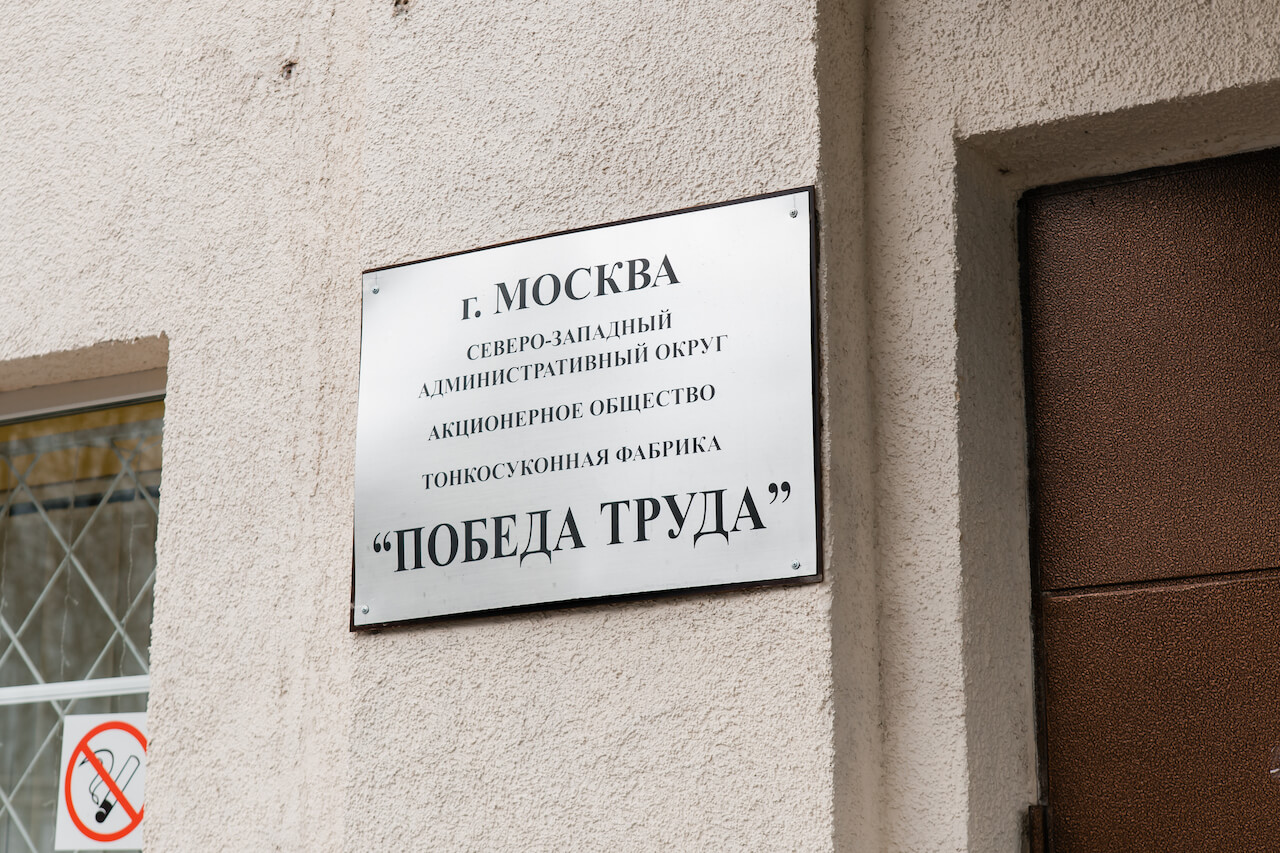 г. МОСКВА
СЕВЕРО-ЗАПАДНЫЙ
АДМИНИСТРАТИВНЫЙ ОКРУГ
АКЦИОНЕРНОЕ ОБЩЕСТВО
ТОНКОСУКОННАЯ ФАБРИКА
“ПОБЕДА ТРУДА”